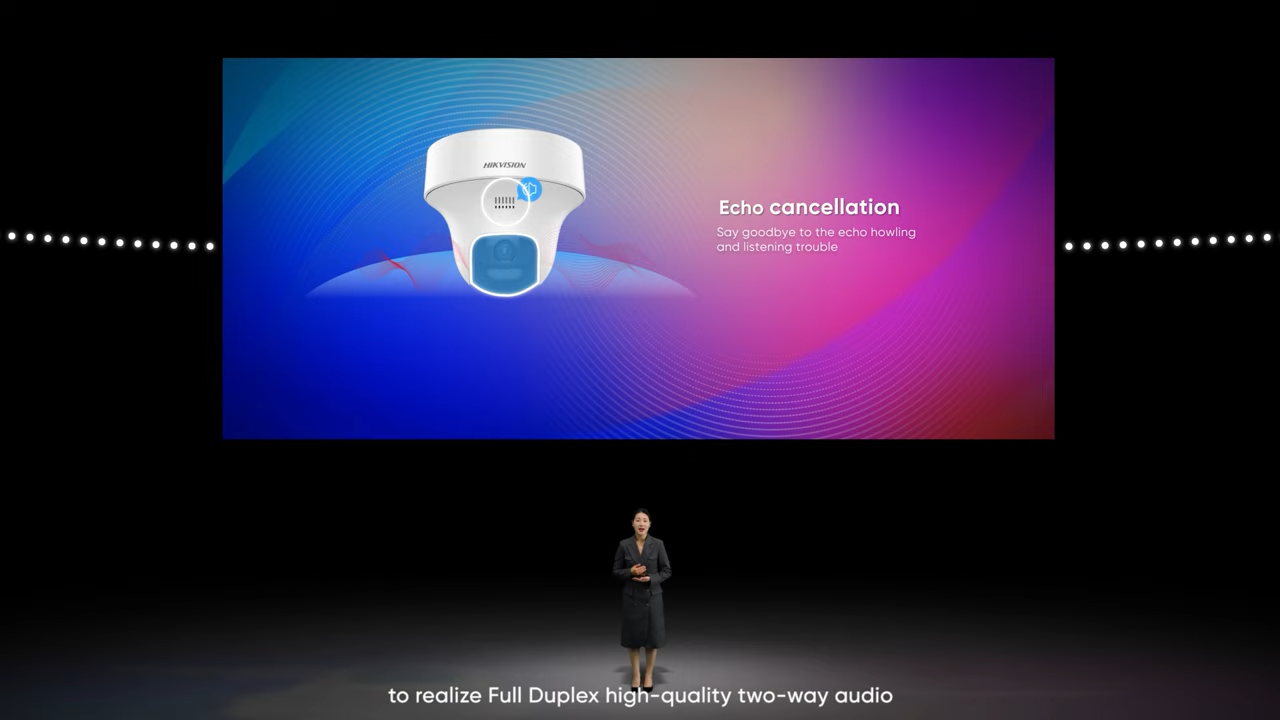 HIKVISION
Echo cancellation
Say goodbye to the echo howling
and listening trouble
to realize Full Duplex high-quality two-way audio